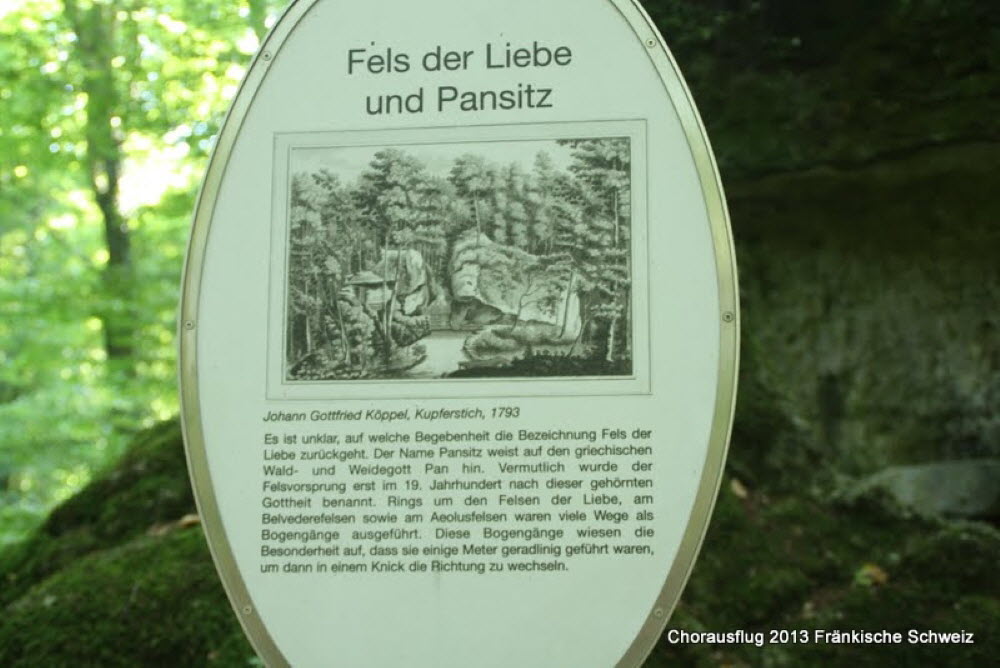 Fels der Liebe
und Pansitz
Johann Gottfried Köppel, Kupferstich, 1793
Es ist unklar, auf welche Begebenheit die Bezeichnung Fels der
Liebe zurückgeht. Der Name Pansitz weist auf den griechischen
Wald- und Weidegott Pan hin. Vermutlich wurde der
Felsvorsprung erst im 19. Jahrhundert nach dieser gehörnten
Gottheit benannt. Rings um den Felsen der Liebe, am
Belvederefelsen sowie am Aeolusfelsen waren viele Wege als
Bogengänge ausgeführt. Diese Bogengänge wiesen die
Besonderheit auf, dass sie einige Meter geradlinig geführt waren,
um dann in einem Knick die Richtung zu wechseln.
Chorausflug 2013 Fränkische Schweiz